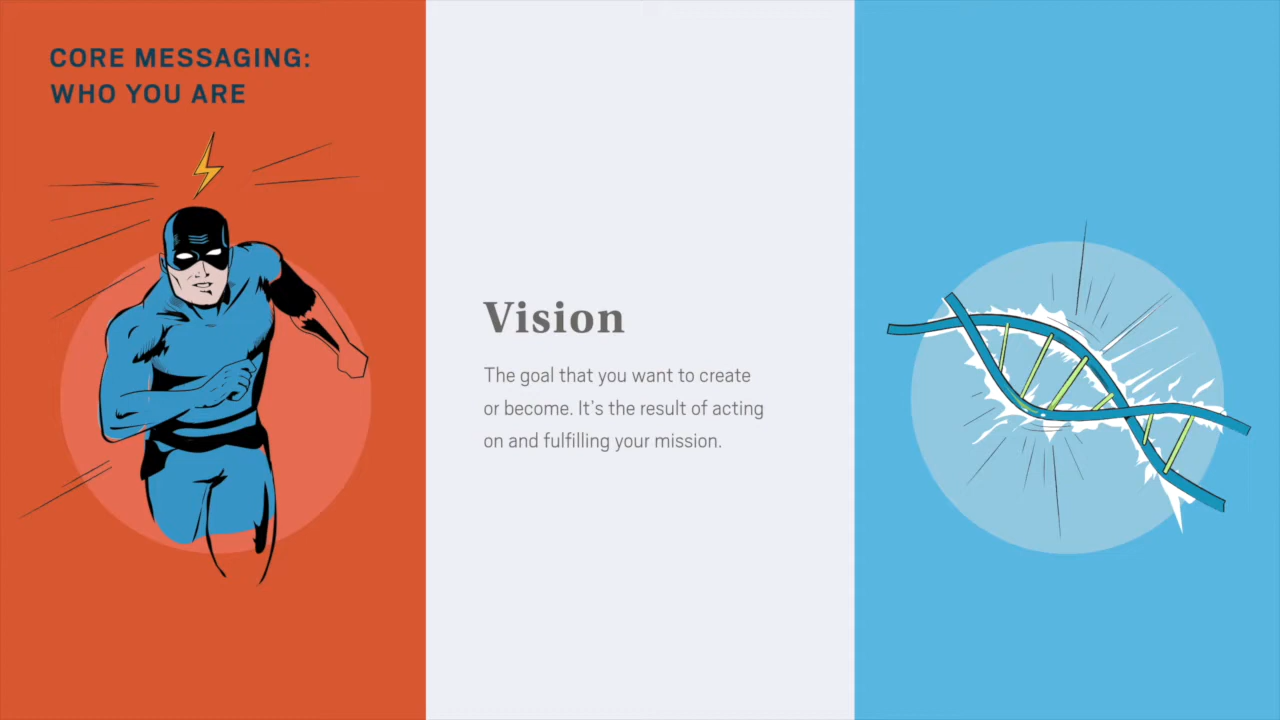 CORE MESSAGING:
WHO YOU ARE
Vision
The goal that you want to create
or become. It's the result of acting
on and fulfilling your mission.